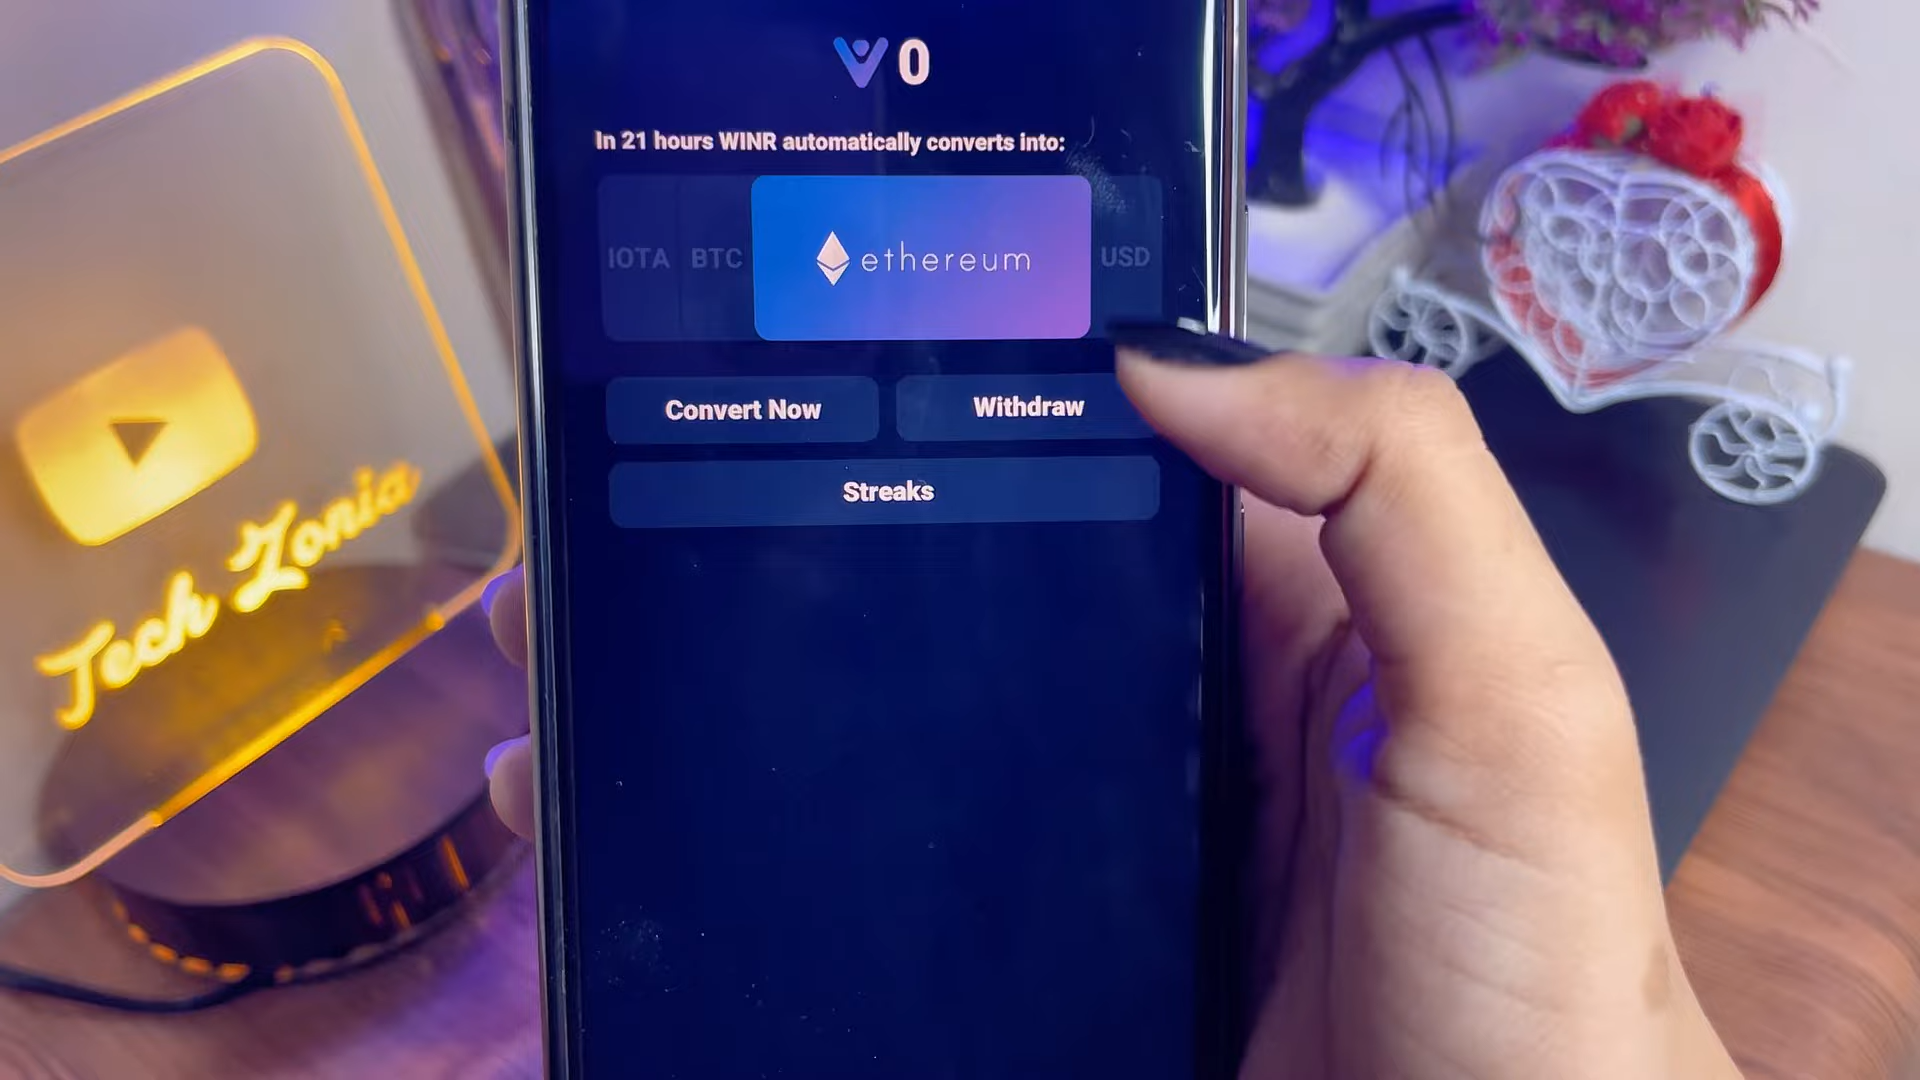 0
In 21 hours WINR automatically converts into:
IOTA BTC ethereum USD
Convert Now Withdraw
Streaks
Tech Zonia